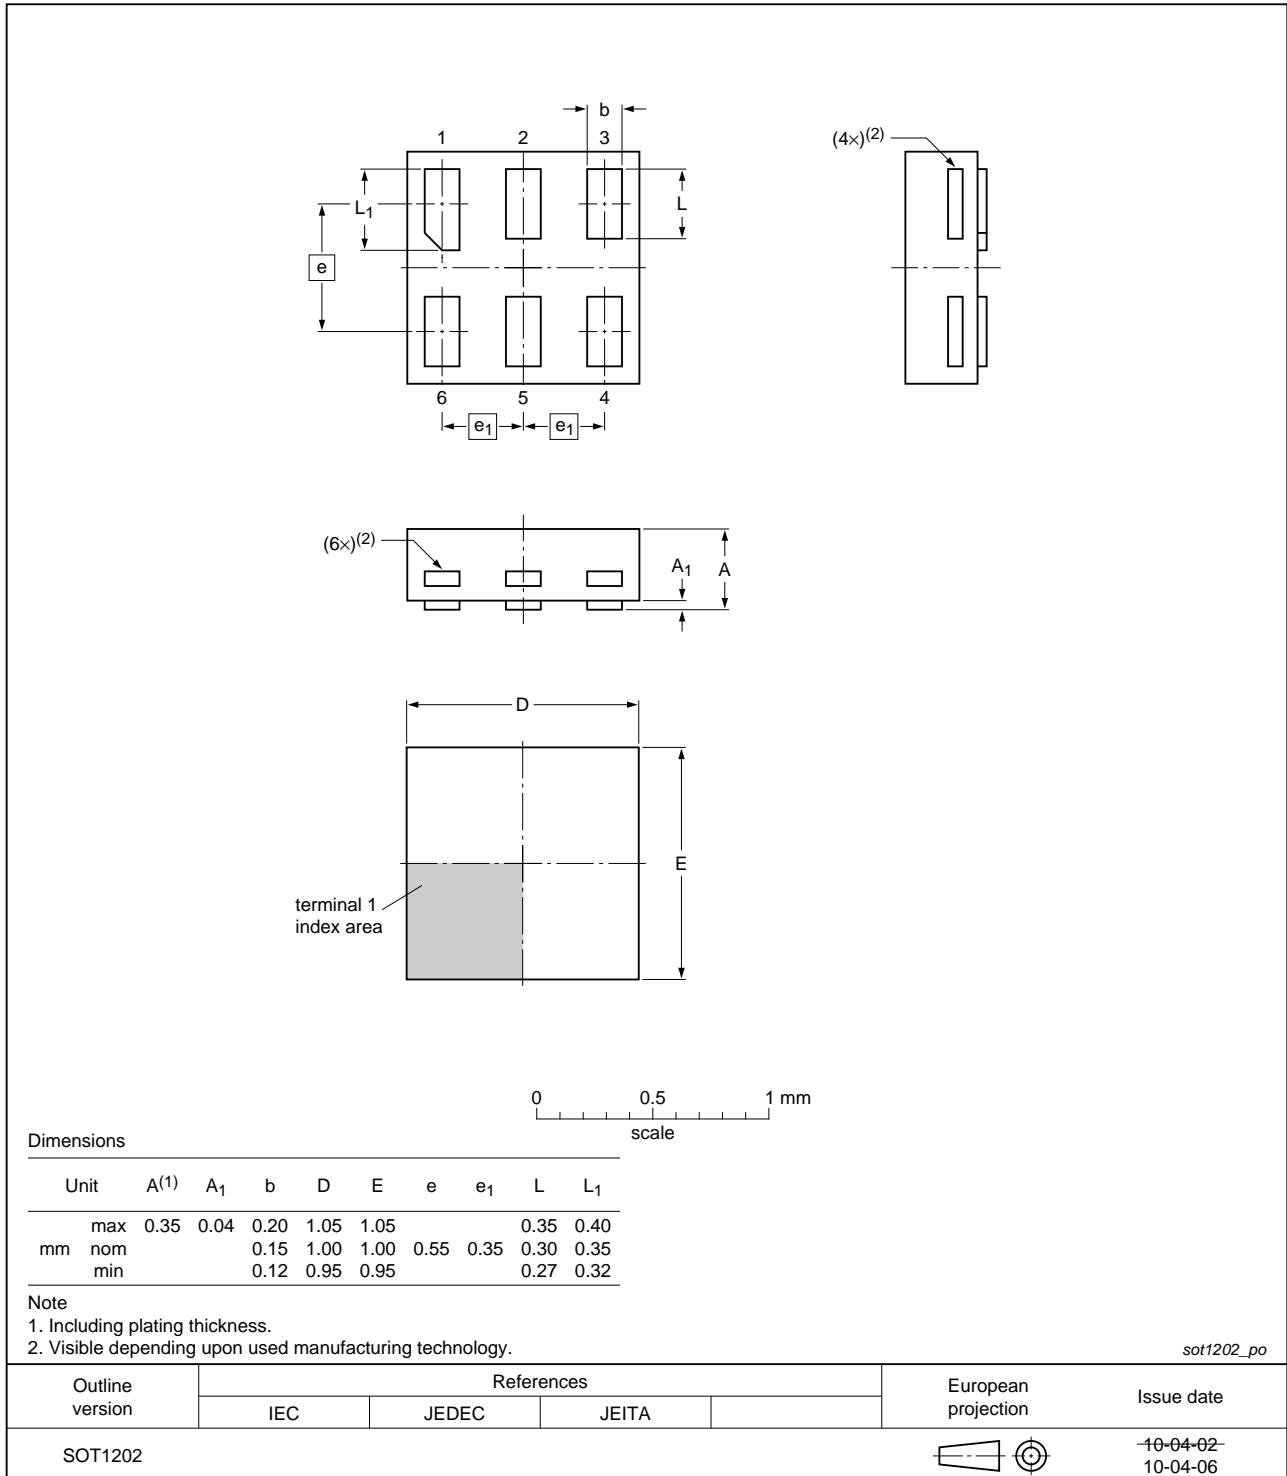 b
1 2 3
(4×)(2)
L1
L
e
6 5 4
e1 e1
(6×)(2)
A1 A
D
E
terminal 1
index area
0 0.5 1 mm
scale
Dimensions
Unit A(1) A1 b D E e e1 L L1
max 0.35 0.04 0.20 1.05 1.05 0.35 0.40
mm nom 0.15 1.00 1.00 0.55 0.35 0.30 0.35
min 0.12 0.95 0.95 0.27 0.32
Note
1. Including plating thickness.
2. Visible depending upon used manufacturing technology.
sot1202_po
Outline
version
References
IEC JEDEC JEITA
European
projection
Issue date
SOT1202
10-04-02
10-04-06